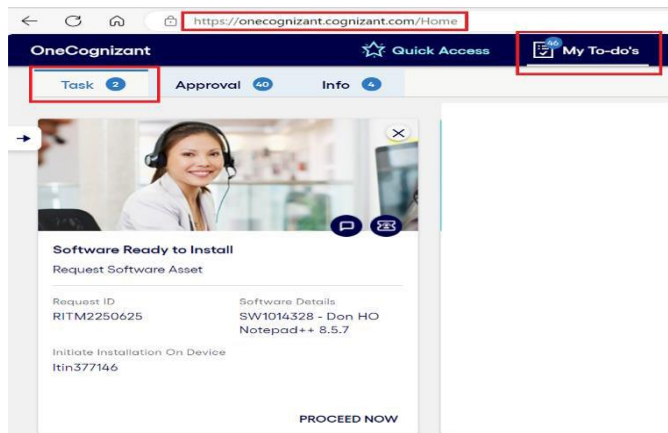 https://onecognizant.cognizant.com/Home
OneCognizant
Quick Access
46
My To-do's
Task 2
Approval 40
Info 4
Software Ready to Install
Request Software Asset
Request ID
Software Details
RITM2250625
SW1014328 - Don HO
Notepad++ 8.5.7
Initiate Installation On Device
ltin377146
PROCEED NOW